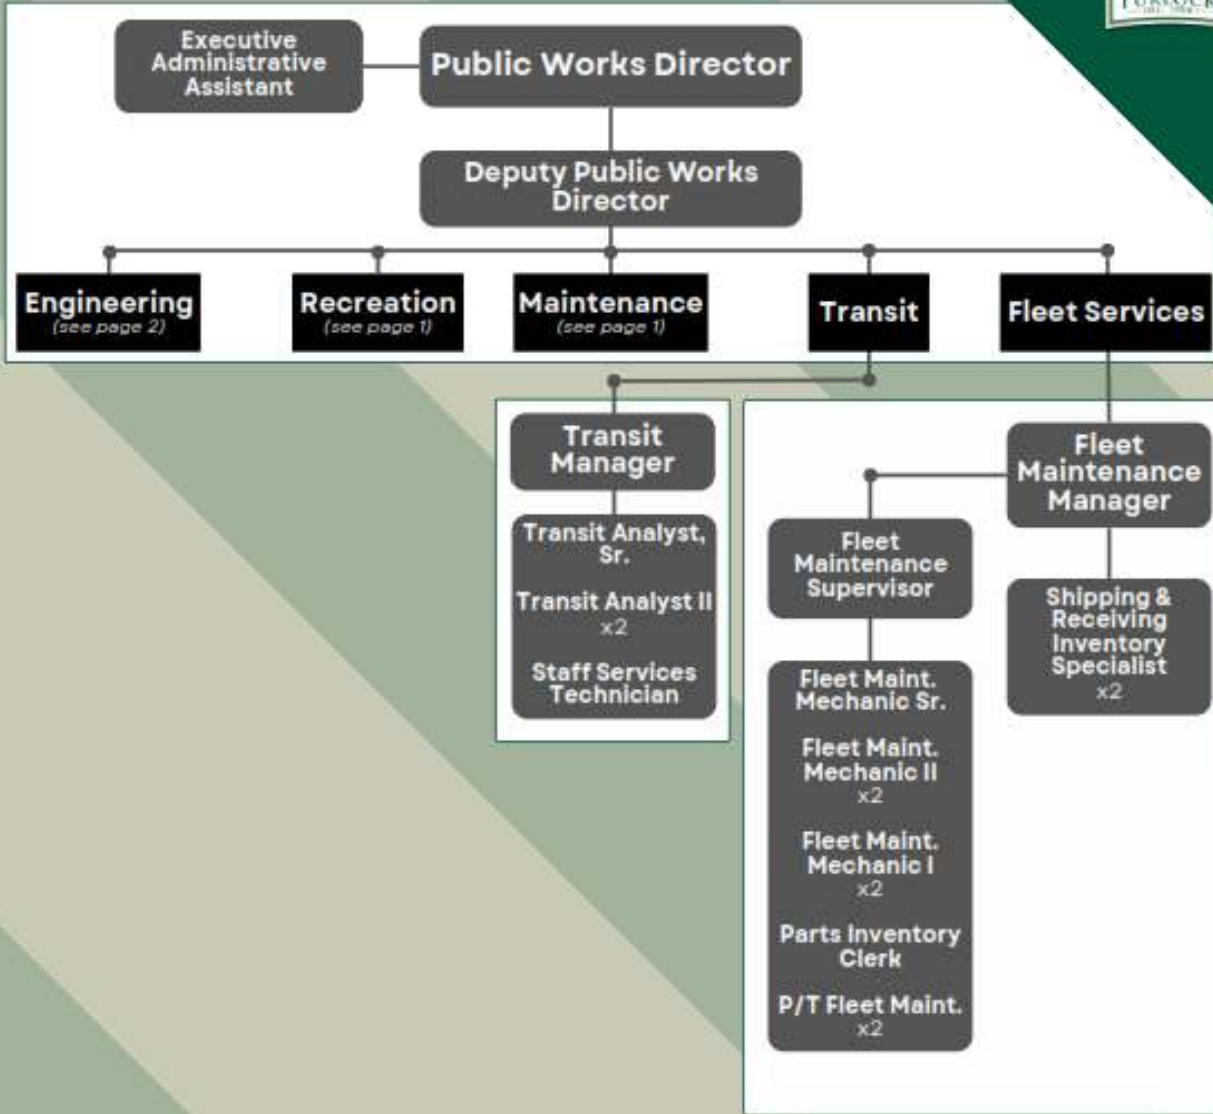 TURLOCK
Executive
Administrative
Assistant
Public Works Director
Deputy Public Works
Director
Engineering
(see page 2)
Recreation
(see page 1)
Maintenance
(see page 1)
Transit
Fleet Services
Transit
Manager
Transit Analyst,
Sr.
Transit Analyst II
x2
Staff Services
Technician
Fleet
Maintenance
Manager
Fleet
Maintenance
Supervisor
Shipping &
Receiving
Inventory
Specialist
x2
Fleet Maint.
Mechanic Sr.
Fleet Maint.
Mechanic II
x2
Fleet Maint.
Mechanic I
x2
Parts Inventory
Clerk
P/T Fleet Maint.
x2